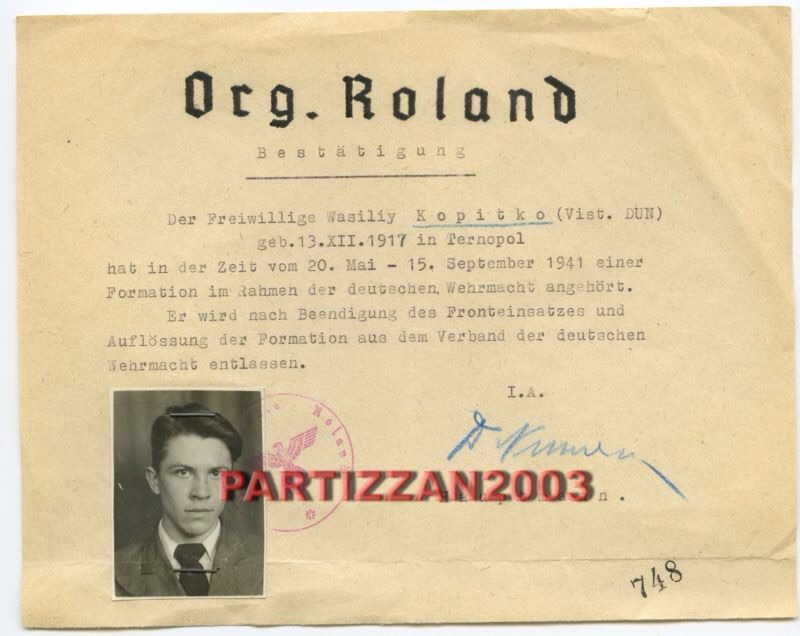 Org. Roland
Bestätigung
Der Freiwillige Wasiliy Kopitko (Vist. DUN)
geb. 13.XII.1917 in Ternopol
hat in der Zeit vom 20. Mai - 15. September 1941 einer
Formation im Rahmen der deutschen Wehrmacht angehört.
Er wird nach Beendigung des Fronteinsatzes und
Auflössung der Formation aus dem Verband der deutschen
Wehrmacht entlassen.
I.A.
Roland
PARTIZZAN2003
Hauptmann.
748